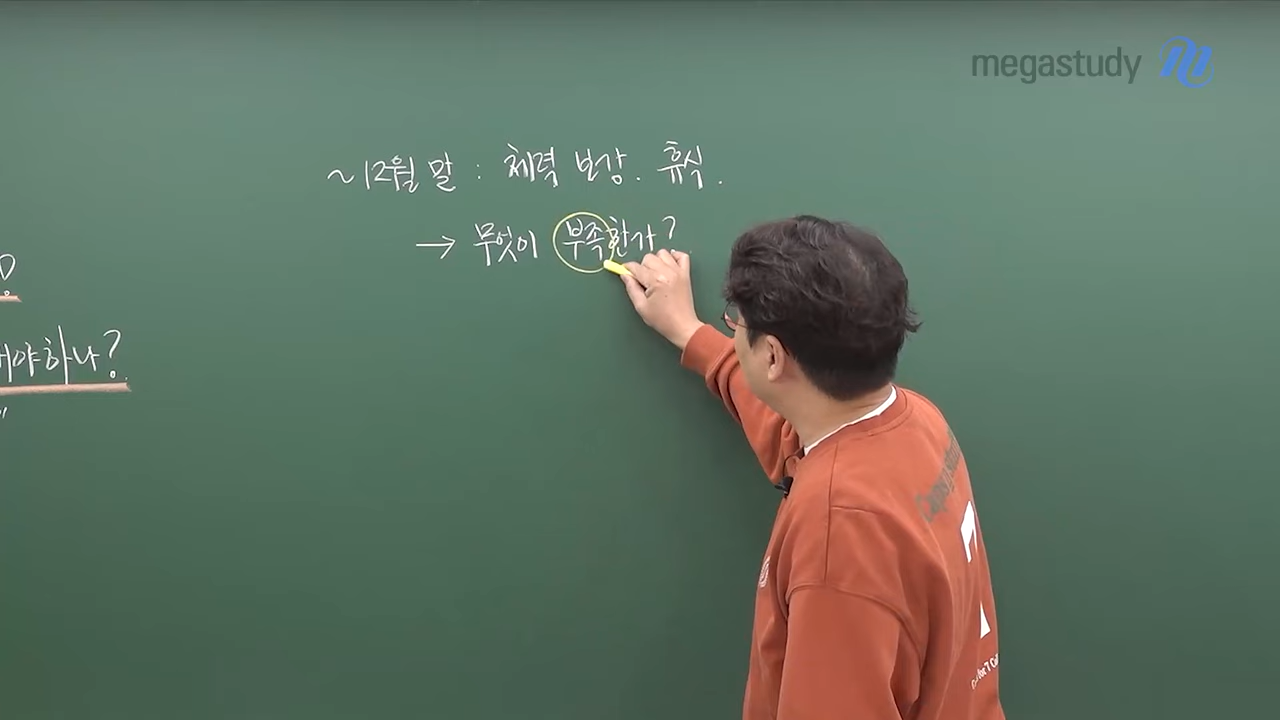 megastudy
~12월 말 : 체력 보강. 휴식.
→ 무엇이 부족한가?
D
야하나?